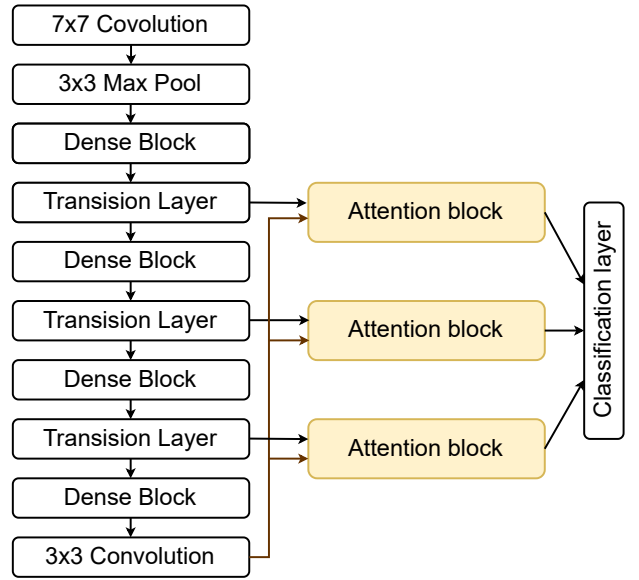 7x7 Covolution
3x3 Max Pool
Dense Block
Transision Layer
Dense Block
Transision Layer
Dense Block
Transision Layer
Dense Block
3x3 Convolution
Attention block
Attention block
Attention block
Classification layer